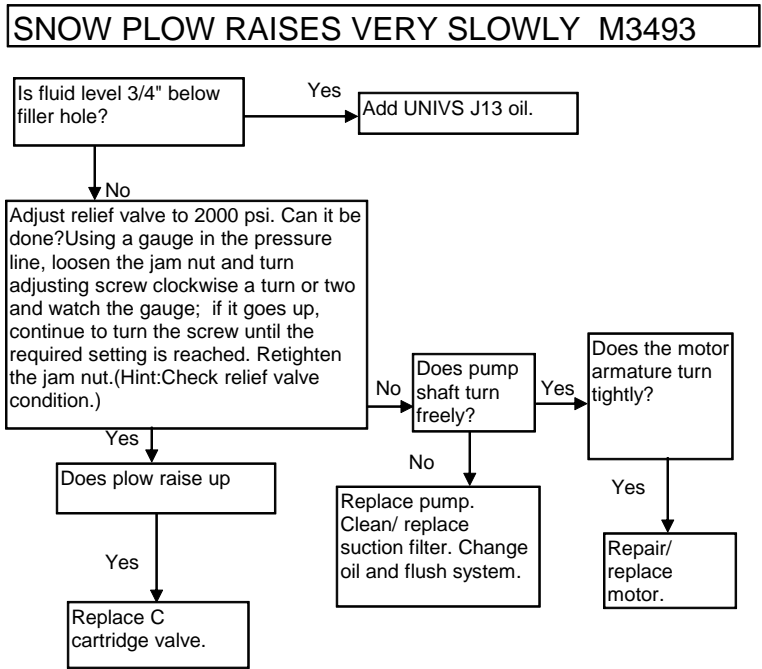 SNOW PLOW RAISES VERY SLOWLY M3493
Is fluid level 3/4" below
filler hole?
Yes
Add UNIVS J13 oil.
No
Adjust relief valve to 2000 psi. Can it be
done?Using a gauge in the pressure
line, loosen the jam nut and turn
adjusting screw clockwise a turn or two
and watch the gauge; if it goes up,
continue to turn the screw until the
required setting is reached. Retighten
the jam nut.(Hint:Check relief valve
condition.)
No
Does pump
shaft turn
freely?
Yes
Does the motor
armature turn
tightly?
Yes
Does plow raise up
No
Replace pump.
Clean/ replace
suction filter. Change
oil and flush system.
Yes
Repair/
replace
motor.
Yes
Replace C
cartridge valve.